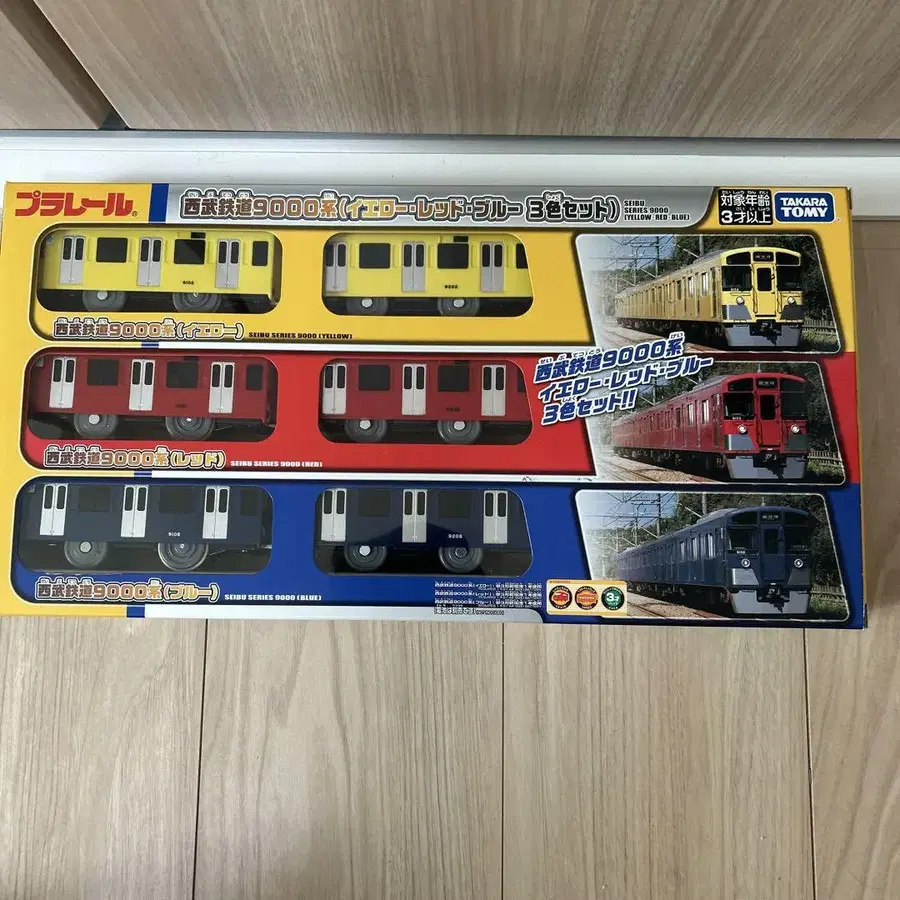 プラレール®
西武鉄道9000系(イエロー・レッド・ブルー 3色セット)
SEIBU
SERIES 9000
(YELLOW/RED/BLUE)
対象年齢
3才以上
TAKARA
TOMY
9108
9208
西武鉄道9000系(イエロー)
SEIBU SERIES 9000 (YELLOW)
西武鉄道9000系
イエロー・レッド・ブルー
3色セット!!
西武鉄道9000系(レッド)
SEIBU SERIES 9000 (RED)
9108
9208
西武鉄道9000系(ブルー)
SEIBU SERIES 9000 (BLUE)